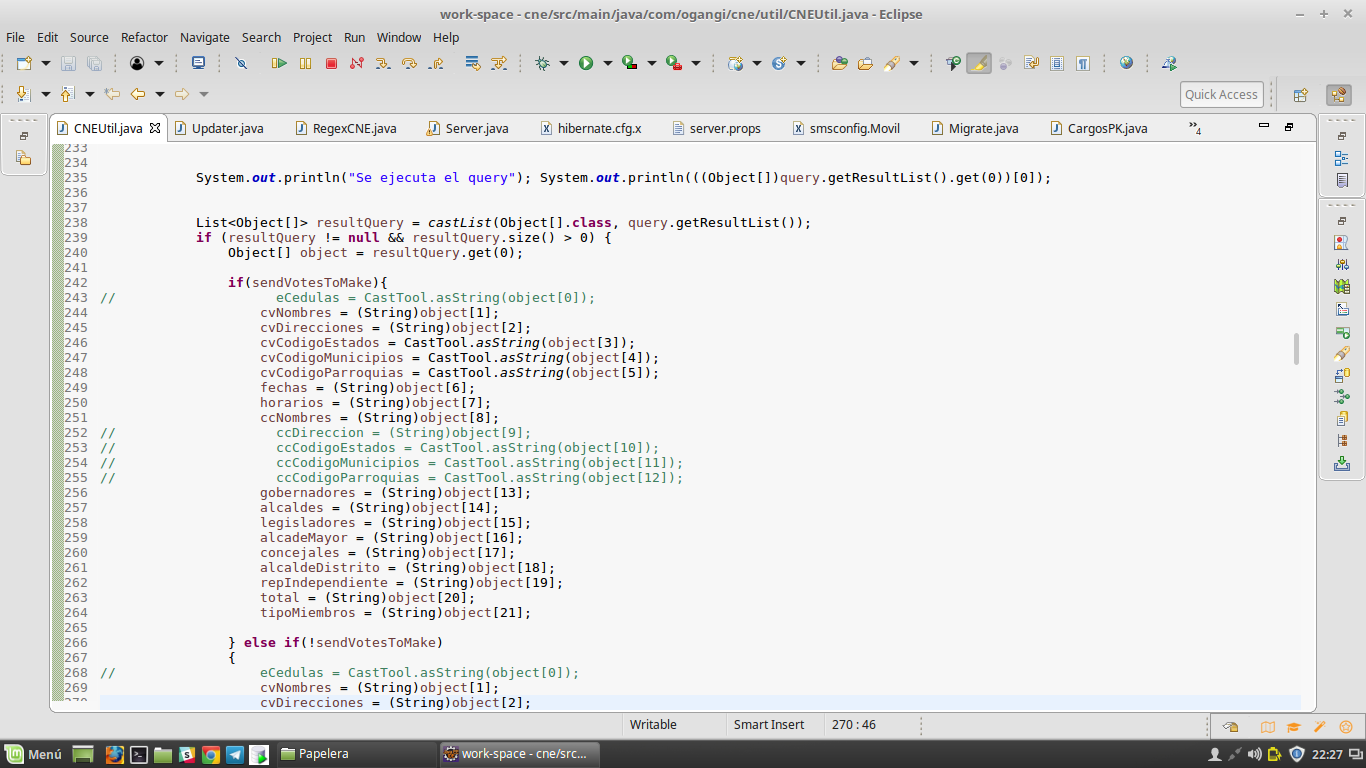 work-space - cne/src/main/java/com/ogangi/cne/util/CNEUtil.java - Eclipse
File Edit Source Refactor Navigate Search Project Run Window Help
Quick Access
CNEUtil.java Updater.java RegexCNE.java Server.java hibernate.cfg.x server.props smsconfig.Movil Migrate.java CargosPK.java »4
233
234
235 System.out.println("Se ejecuta el query"); System.out.println(((Object[])query.getResultList().get(0))[0]);
236
237
238 List<Object[]> resultQuery = castList(Object[].class, query.getResultList());
239 if (resultQuery != null && resultQuery.size() > 0) {
240 Object[] object = resultQuery.get(0);
241
242 if(sendVotesToMake){
243 // eCedulas = CastTool.asString(object[0]);
244 cvNombres = (String)object[1];
245 cvDirecciones = (String)object[2];
246 cvCodigoEstados = CastTool.asString(object[3]);
247 cvCodigoMunicipios = CastTool.asString(object[4]);
248 cvCodigoParroquias = CastTool.asString(object[5]);
249 fechas = (String)object[6];
250 horarios = (String)object[7];
251 ccNombres = (String)object[8];
252 // ccDireccion = (String)object[9];
253 // ccCodigoEstados = CastTool.asString(object[10]);
254 // ccCodigoMunicipios = CastTool.asString(object[11]);
255 // ccCodigoParroquias = CastTool.asString(object[12]);
256 gobernadores = (String)object[13];
257 alcaldes = (String)object[14];
258 legisladores = (String)object[15];
259 alcadeMayor = (String)object[16];
260 concejales = (String)object[17];
261 alcaldeDistrito = (String)object[18];
262 repIndependiente = (String)object[19];
263 total = (String)object[20];
264 tipoMiembros = (String)object[21];
265
266 } else if(!sendVotesToMake)
267 {
268 // eCedulas = CastTool.asString(object[0]);
269 cvNombres = (String)object[1];
270 cvDirecciones = (String)object[2];
Writable Smart Insert 270 : 46
Menú Papelera work-space - cne/src... 22:27